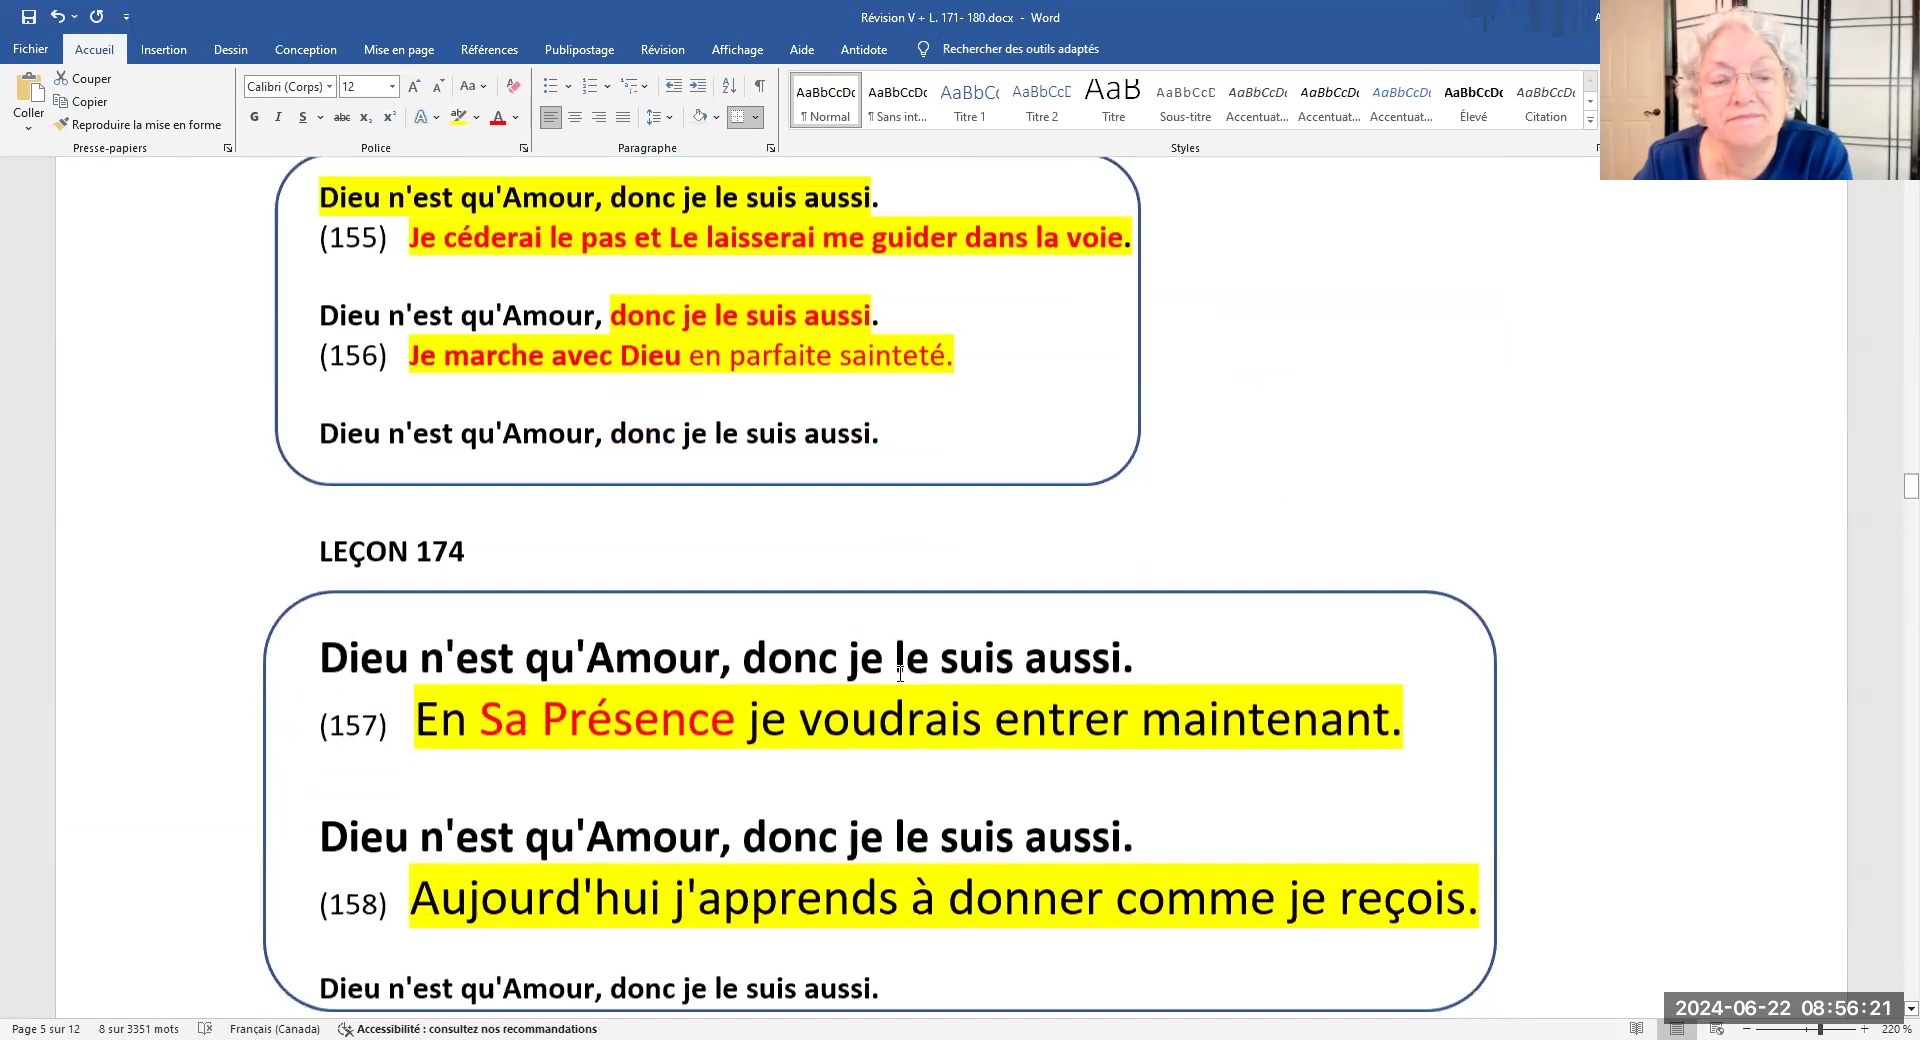 Révision V + L. 171- 180.docx - Word
Fichier Accueil Insertion Dessin Conception Mise en page Références Publipostage Révision Affichage Aide Antidote Rechercher des outils adaptés
Coller
Couper
Copier
Reproduire la mise en forme
Presse-papiers
Calibri (Corps) 12
G I S abc x₂ x²
Police
Paragraphe
AaBbCcDc AaBbCcDc AaBbCc AaBbCcD AaB AaBbCcD AaBbCcDc AaBbCcDc AaBbCcDc AaBbCcDc AaBbCcDc
¶ Normal ¶ Sans int... Titre 1 Titre 2 Titre Sous-titre Accentuat... Accentuat... Accentuat... Élevé Citation
Styles
Dieu n'est qu'Amour, donc je le suis aussi.
(155) Je céderai le pas et Le laisserai me guider dans la voie.
Dieu n'est qu'Amour, donc je le suis aussi.
(156) Je marche avec Dieu en parfaite sainteté.
Dieu n'est qu'Amour, donc je le suis aussi.
LEÇON 174
Dieu n'est qu'Amour, donc je le suis aussi.
(157) En Sa Présence je voudrais entrer maintenant.
Dieu n'est qu'Amour, donc je le suis aussi.
(158) Aujourd'hui j'apprends à donner comme je reçois.
Dieu n'est qu'Amour, donc je le suis aussi.
2024-06-22 08:56:21
Page 5 sur 12 8 sur 3351 mots Français (Canada) Accessibilité : consultez nos recommandations 220 %